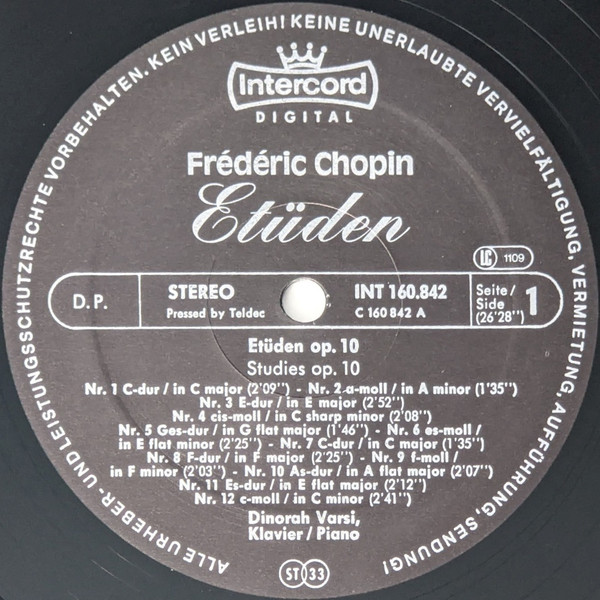 ALLE URHEBER- UND LEISTUNGSSCHUTZRECHTE VORBEHALTEN. KEIN VERLEIH! KEINE UNERLAUBTE VERVIELFÄLTIGUNG, VERMIETUNG, AUFFÜHRUNG, SENDUNG!
Intercord
DIGITAL
Frédéric Chopin
Etüden
LC 1109
D.P.
STEREO
Pressed by Teldec
INT 160.842
C 160 842 A
Seite/
Side 1
(26'28")
Etüden op. 10
Studies op. 10
Nr. 1 C-dur / in C major (2'09") - Nr. 2 a-moll / in A minor (1'35")
Nr. 3 E-dur / in E major (2'52")
Nr. 4 cis-moll / in C sharp minor (2'08")
Nr. 5 Ges-dur / in G flat major (1'46") - Nr. 6 es-moll /
in E flat minor (2'25") - Nr. 7 C-dur / in C major (1'35")
Nr. 8 F-dur / in F major (2'25") - Nr. 9 f-moll /
in F minor (2'03") - Nr. 10 As-dur / in A flat major (2'07")
Nr. 11 Es-dur / in E flat major (2'12")
Nr. 12 c-moll / in C minor (2'41")
Dinorah Varsi,
Klavier / Piano
ST 33